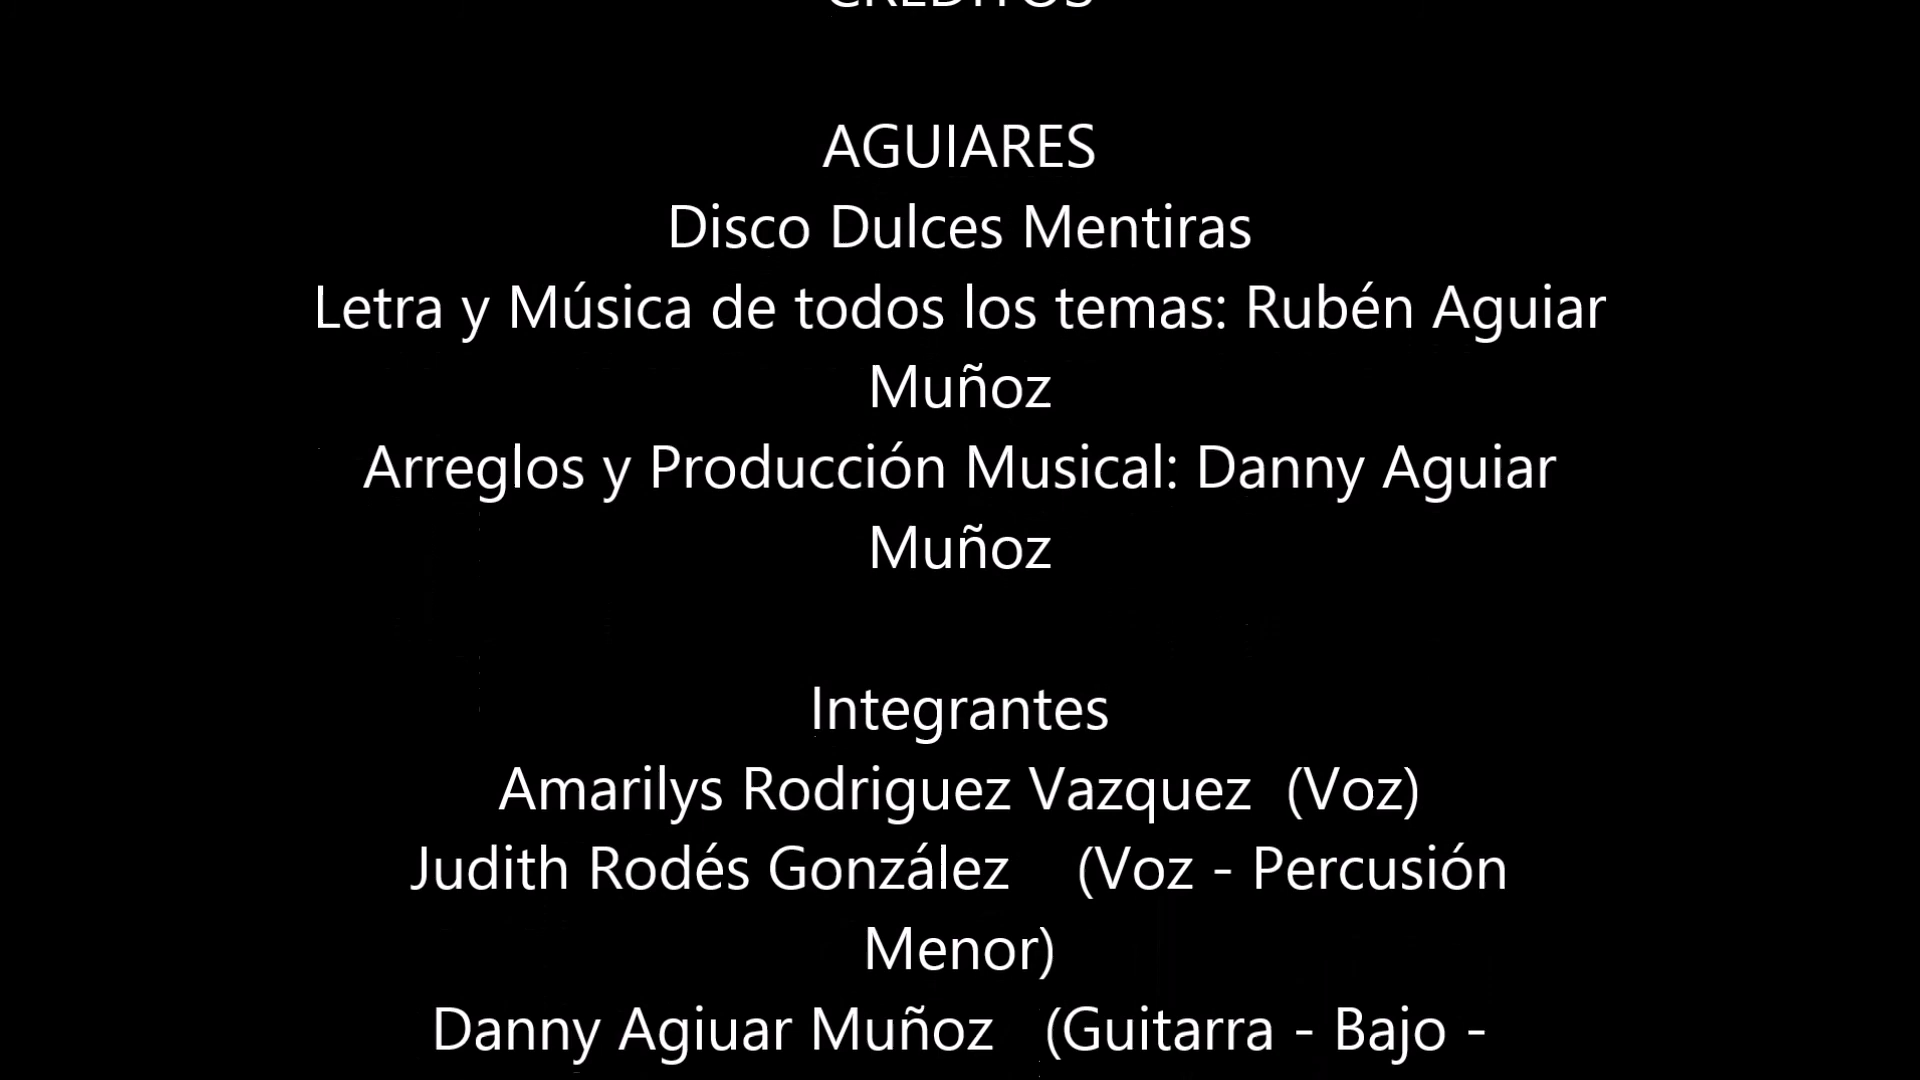 CRÉDITOS
AGUIARES
Disco Dulces Mentiras
Letra y Música de todos los temas: Rubén Aguiar
Muñoz
Arreglos y Producción Musical: Danny Aguiar
Muñoz
Integrantes
Amarilys Rodriguez Vazquez  (Voz)
Judith Rodés González    (Voz - Percusión
Menor)
Danny Agiuar Muñoz   (Guitarra - Bajo -